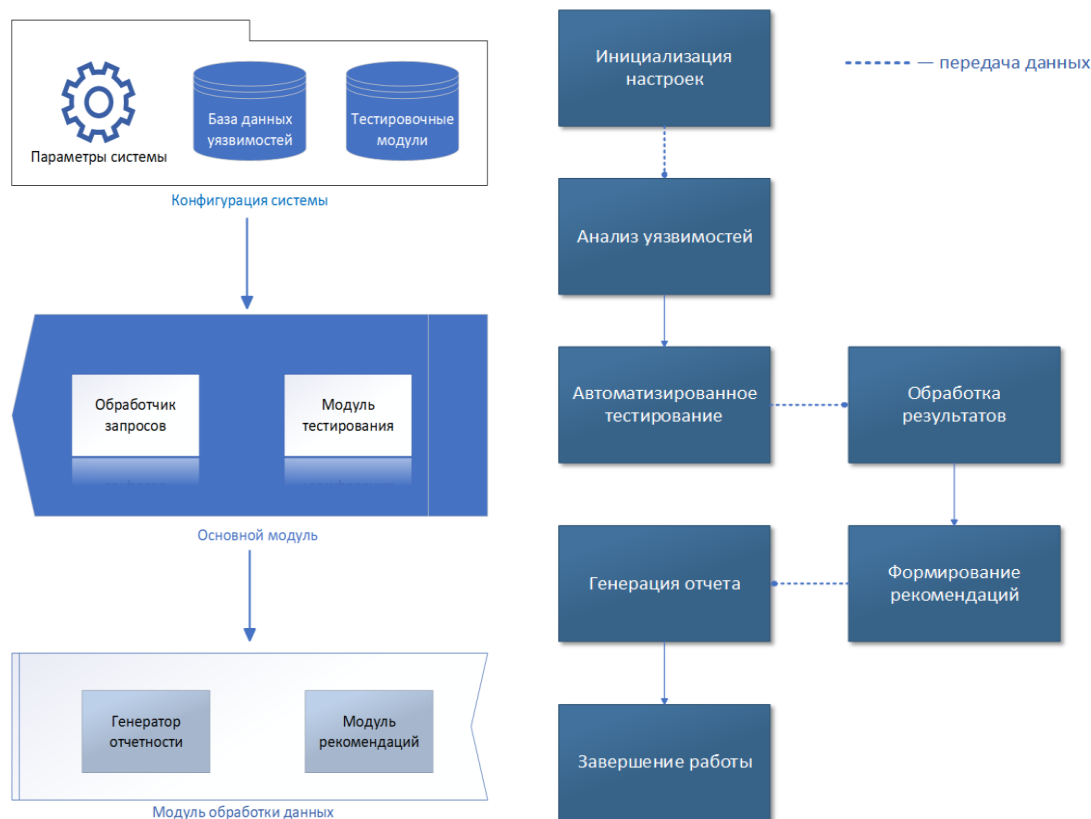 База данных
уязвимостей
Тестировочные
модули
Параметры системы
Конфигурация системы
Обработчик
запросов
Модуль
тестирования
Основной модуль
Генератор
отчетности
Модуль
рекомендаций
Модуль обработки данных
Инициализация
настроек
— передача данных
Анализ уязвимостей
Автоматизированное
тестирование
Обработка
результатов
Формирование
рекомендаций
Генерация отчета
Завершение работы